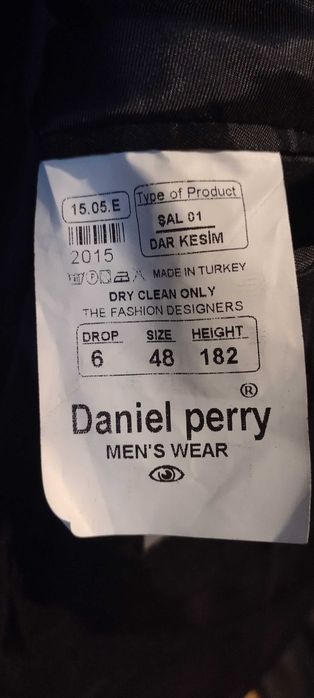 15.05.E
Type of Product
ŞAL 01
DAR KESİM
2015
MADE IN TURKEY
DRY CLEAN ONLY
THE FASHION DESIGNERS
DROP SIZE HEIGHT
6 48 182
Daniel perry ®
MEN'S WEAR